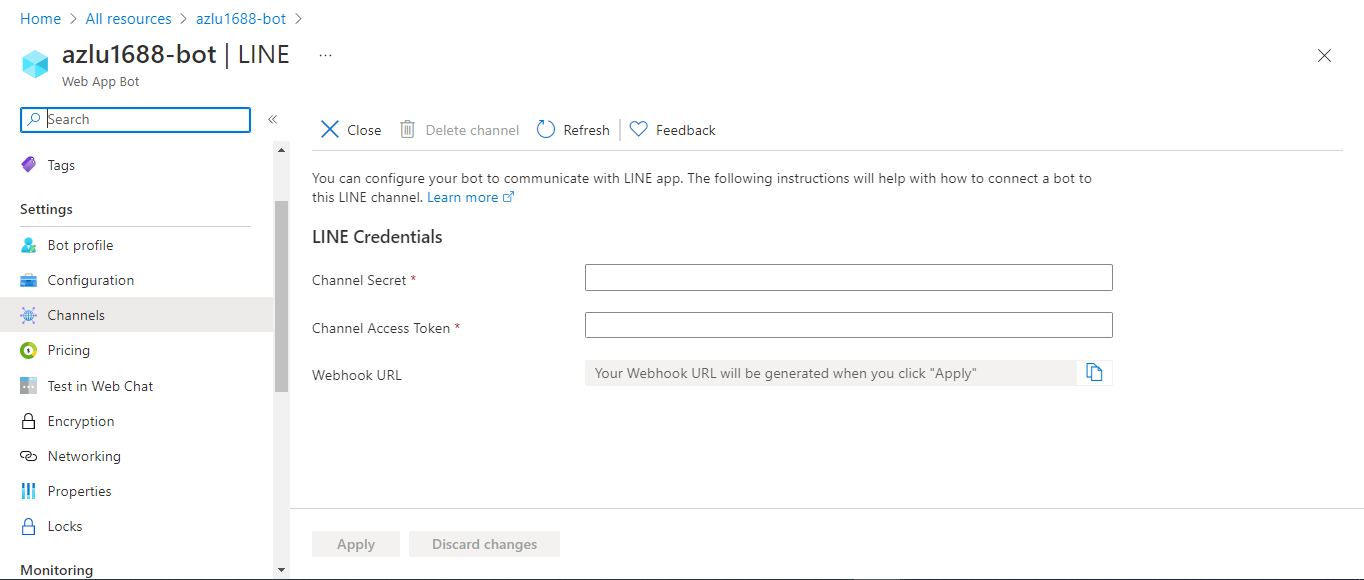 Home > All resources > azlu1688-bot >
azlu1688-bot | LINE ...
Web App Bot
Search «
Tags
Settings
Bot profile
Configuration
Channels
Pricing
Test in Web Chat
Encryption
Networking
Properties
Locks
Monitoring
Close Delete channel Refresh Feedback
You can configure your bot to communicate with LINE app. The following instructions will help with how to connect a bot to
this LINE channel. Learn more
LINE Credentials
Channel Secret *
Channel Access Token *
Webhook URL Your Webhook URL will be generated when you click "Apply"
Apply Discard changes